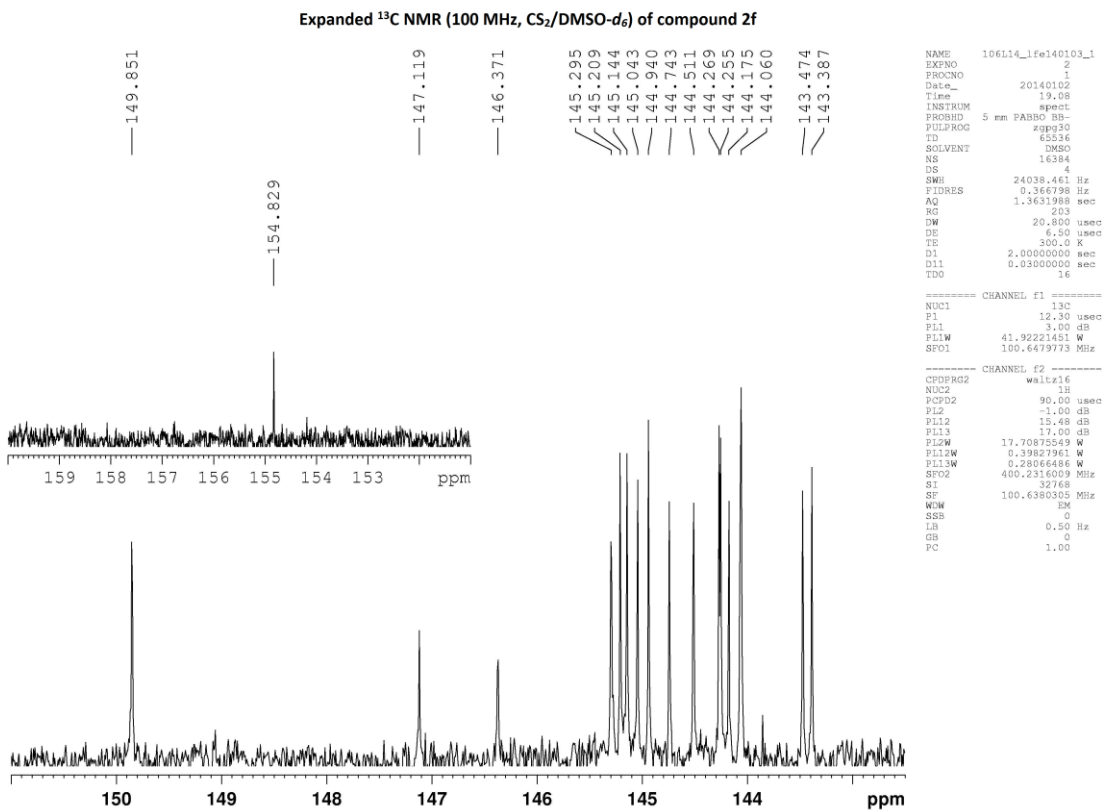 Expanded ¹³C NMR (100 MHz, CS₂/DMSO-d₆) of compound 2f
149.851
147.119
146.371
145.295
145.209
145.144
145.043
144.940
144.743
144.511
144.269
144.255
144.175
144.060
143.474
143.387
154.829
159 158 157 156 155 154 153 ppm
150 149 148 147 146 145 144 ppm
NAME 106L14_lfe140103_1
EXPNO 2
PROCNO 1
Date_ 20140102
Time 19.08
INSTRUM spect
PROBHD 5 mm PABBO BB-
PULPROG zgpg30
TD 65536
SOLVENT DMSO
NS 16384
DS 4
SWH 24038.461 Hz
FIDRES 0.366798 Hz
AQ 1.3631988 sec
RG 203
DW 20.800 usec
DE 6.50 usec
TE 300.0 K
D1 2.00000000 sec
D11 0.03000000 sec
TD0 16
======== CHANNEL f1 ========
NUC1 13C
P1 12.30 usec
PL1 3.00 dB
PL1W 41.92221451 W
SFO1 100.6479773 MHz
======== CHANNEL f2 ========
CPDPRG2 waltz16
NUC2 1H
PCPD2 90.00 usec
PL2 -1.00 dB
PL12 15.48 dB
PL13 17.00 dB
PL2W 17.70875549 W
PL12W 0.39827961 W
PL13W 0.28066486 W
SFO2 400.2316009 MHz
SI 32768
SF 100.6380305 MHz
WDW EM
SSB 0
LB 0.50 Hz
GB 0
PC 1.00